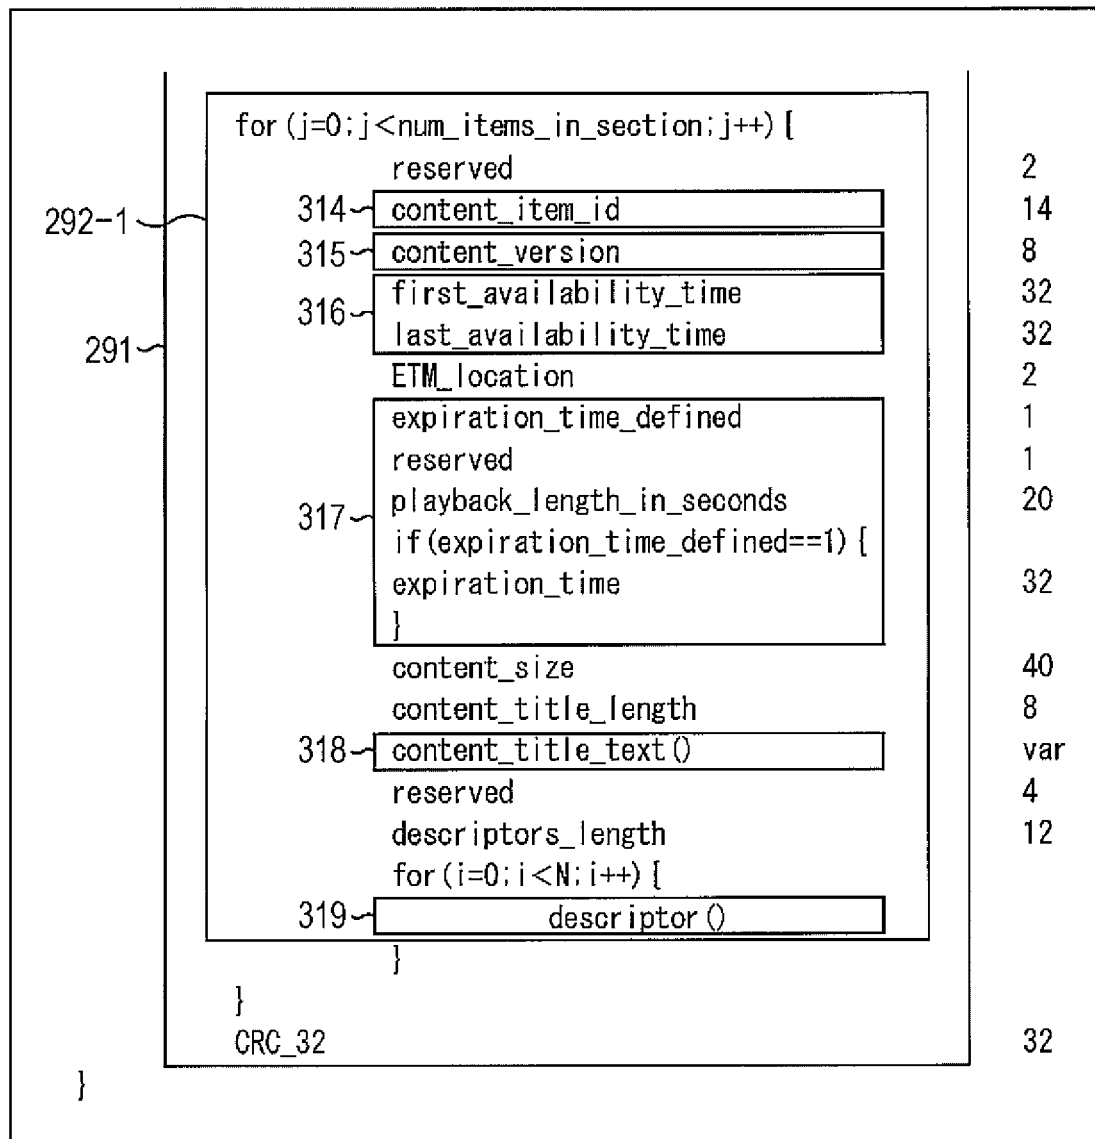 for(j=0;j<num_items_in_section;j++){
reserved 2
292-1 314 content_item_id 14
315 content_version 8
316 first_availability_time 32
291 last_availability_time 32
ETM_location 2
expiration_time_defined 1
reserved 1
317 playback_length_in_seconds 20
if(expiration_time_defined==1){
expiration_time 32
}
content_size 40
content_title_length 8
318 content_title_text() var
reserved 4
descriptors_length 12
for(i=0;i<N;i++){
319 descriptor()
}
}
CRC_32 32
}